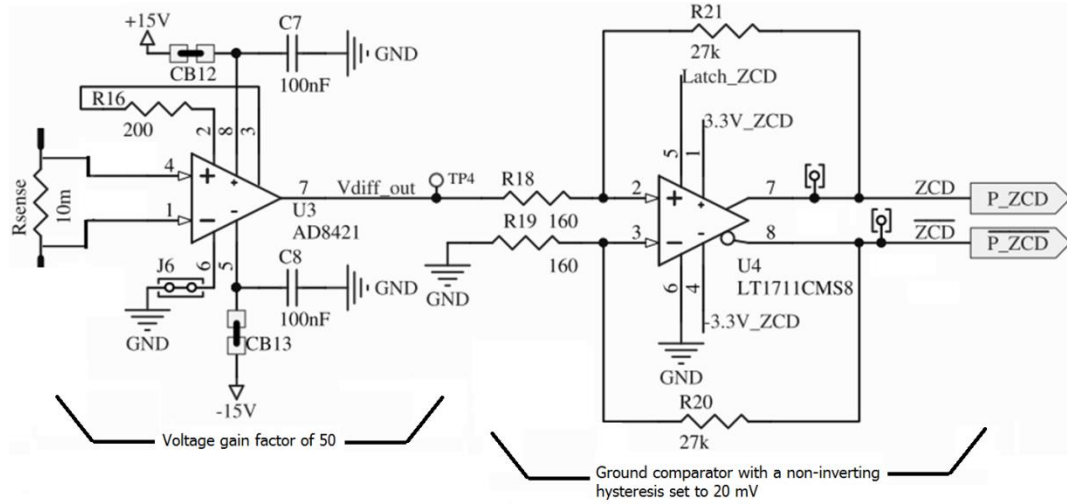 +15V
CB12
C7
100nF
GND
R16
200
2
8
3
Rsense
10m
4
1
7
Vdiff_out
TP4
U3
AD8421
6
5
J6
GND
C8
100nF
GND
CB13
-15V
R21
27k
Latch_ZCD
3.3V_ZCD
5
1
R18
160
R19
160
GND
2
3
7
8
ZCD
P_ZCD
ZCD
P_ZCD
U4
LT1711CMS8
6
4
-3.3V_ZCD
GND
R20
27k
Voltage gain factor of 50
Ground comparator with a non-inverting
hysteresis set to 20 mV